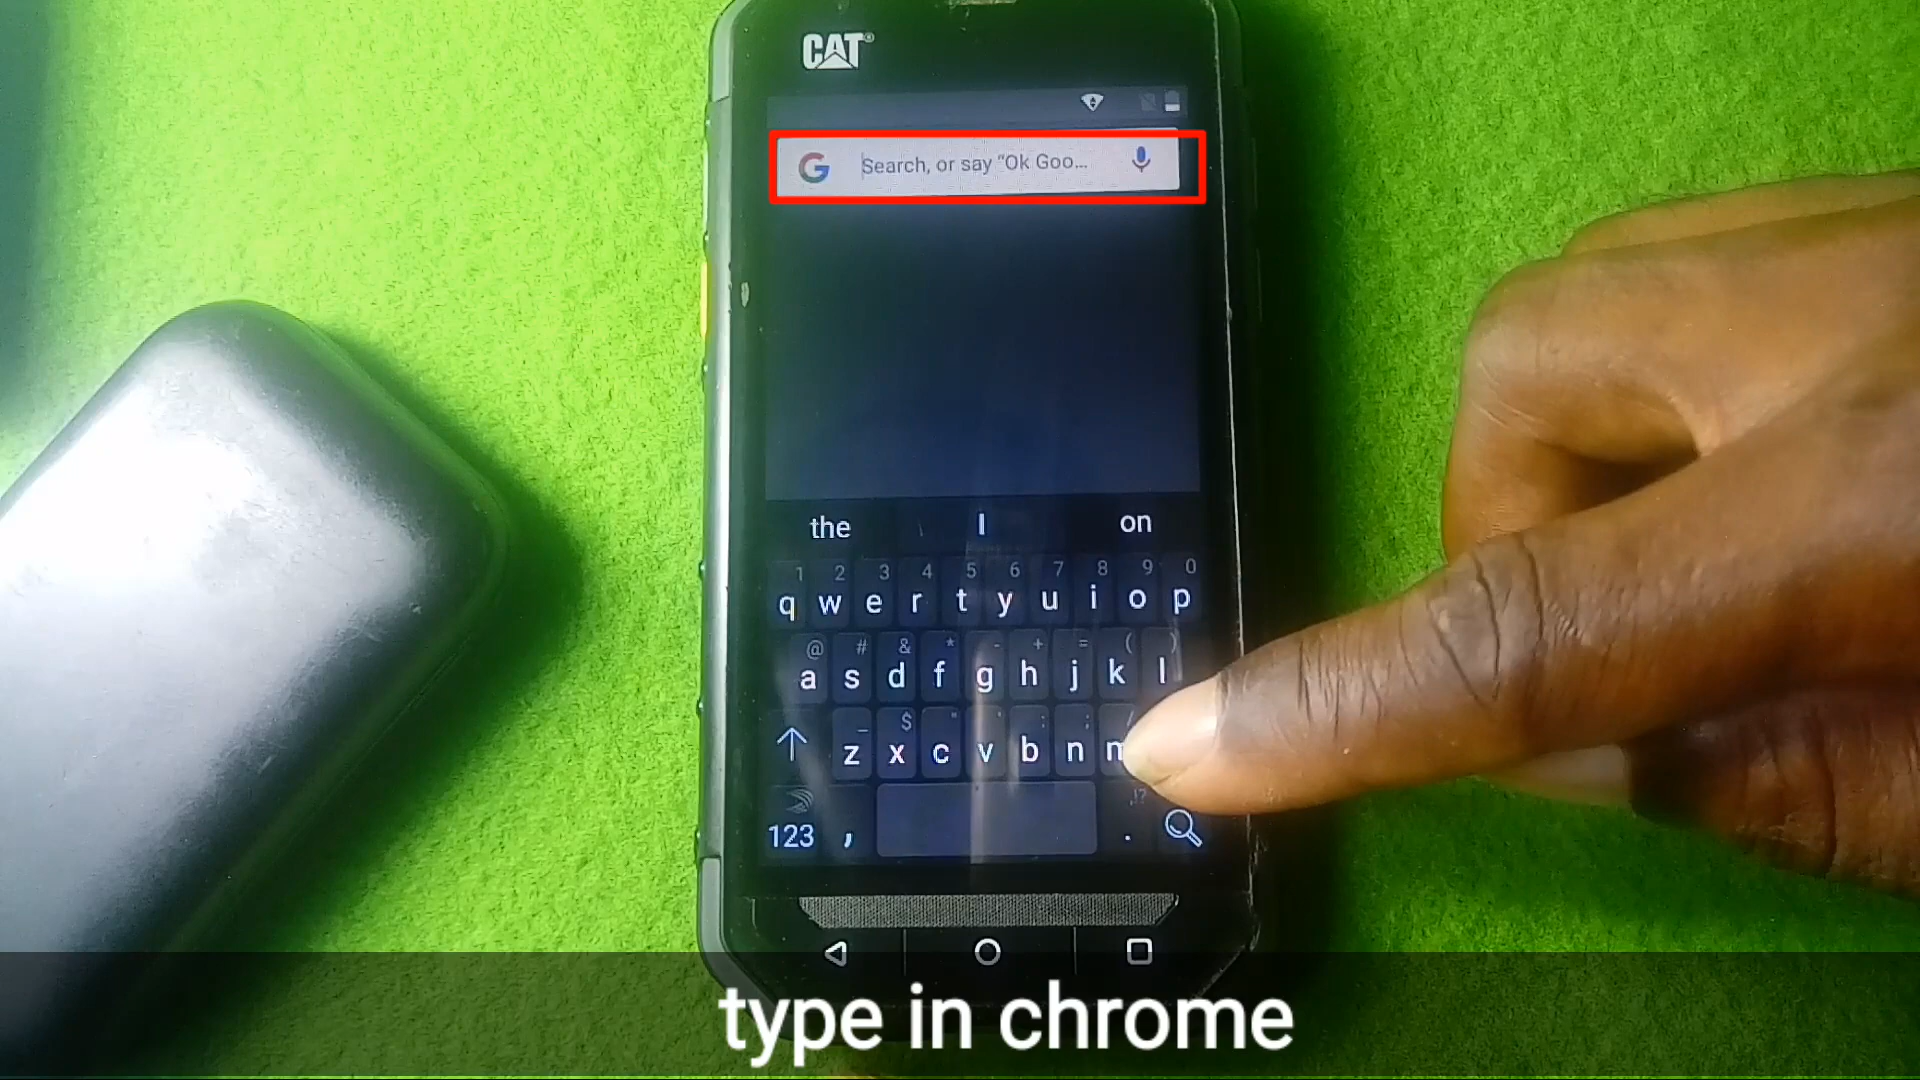 CAT®
G Search, or say “Ok Goo...
the I on
1 2 3 4 5 6 7 8 9 0
q w e r t y u i o p
@ # & * - + = ( )
a s d f g h j k l
_ $ " ' : ; /
z x c v b n m
!?
123 , .
type in chrome